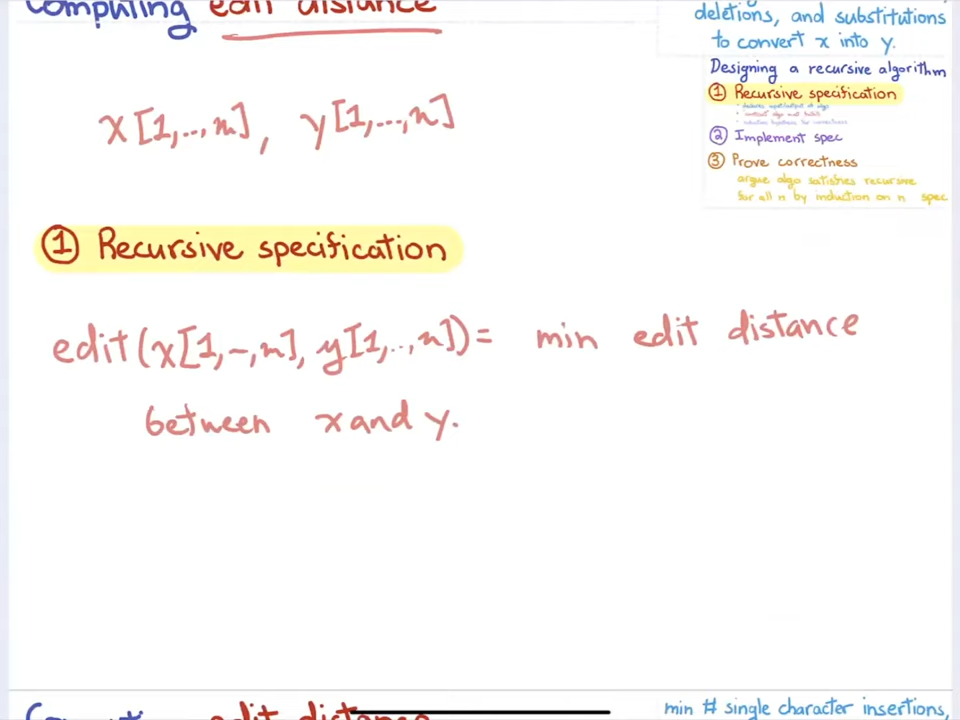 Computing edit distance
deletions, and substitutions
to convert x into y.
Designing a recursive algorithm
① Recursive specification
② Implement spec
③ Prove correctness
argue algo satisfies recursive
for all n by induction on n spec
x[1,..,m], y[1,...,n]
① Recursive specification
edit(x[1,-,m], y[1,..,n])= min edit distance
between x and y.
edit distance
min # single character insertions,